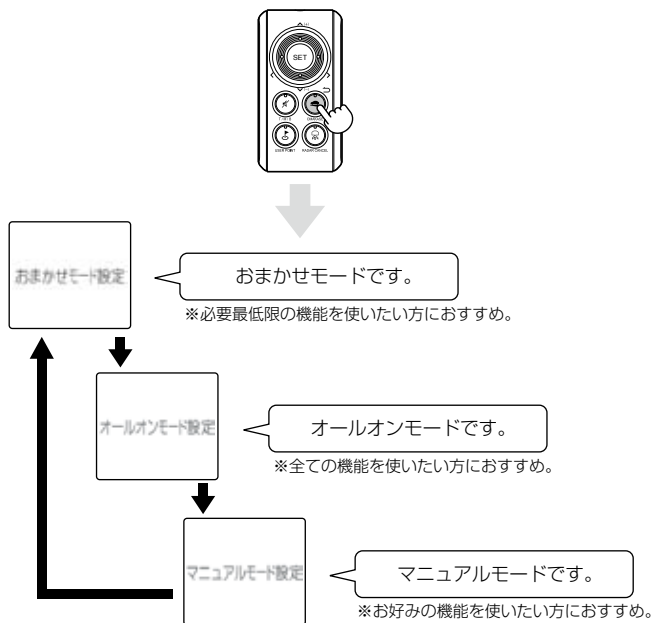 SET
USER POINT
RADAR CANCEL
おまかせモード設定
おまかせモードです。
※必要最低限の機能を使いたい方におすすめ。
オールオンモード設定
オールオンモードです。
※全ての機能を使いたい方におすすめ。
マニュアルモード設定
マニュアルモードです。
※お好みの機能を使いたい方におすすめ。